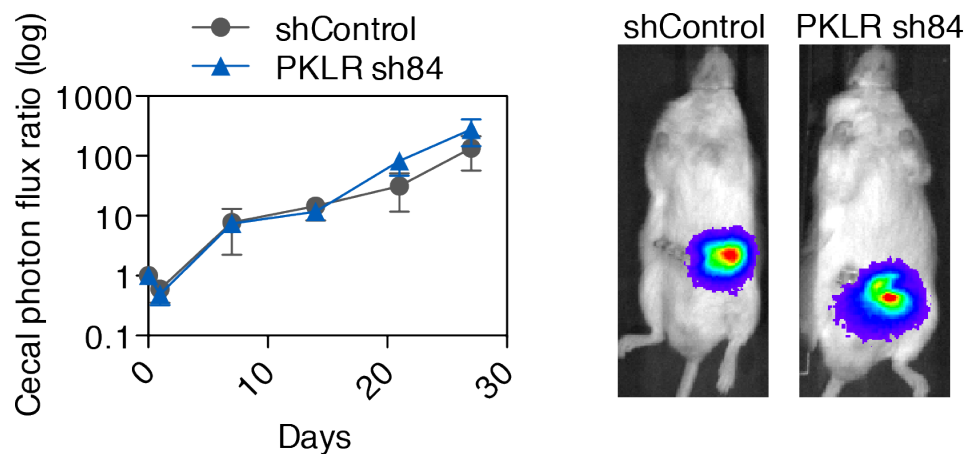 shControl
PKLR sh84
Cecal photon flux ratio (log)
1000
100
10
1
0.1
0
10
20
30
Days
shControl
PKLR sh84